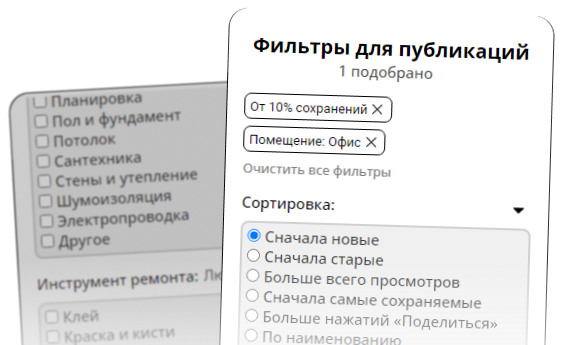 Планировка
Пол и фундамент
Потолок
Сантехника
Стены и утепление
Шумоизоляция
Электропроводка
Другое
Инструмент ремонта:
Клей
Краска и кисти
Фильтры для публикаций
1 подобрано
От 10% сохранений ✕
Помещение: Офис ✕
Очистить все фильтры
Сортировка:
Сначала новые
Сначала старые
Больше всего просмотров
Сначала самые сохраняемые
Больше нажатий «Поделиться»
По наименованию